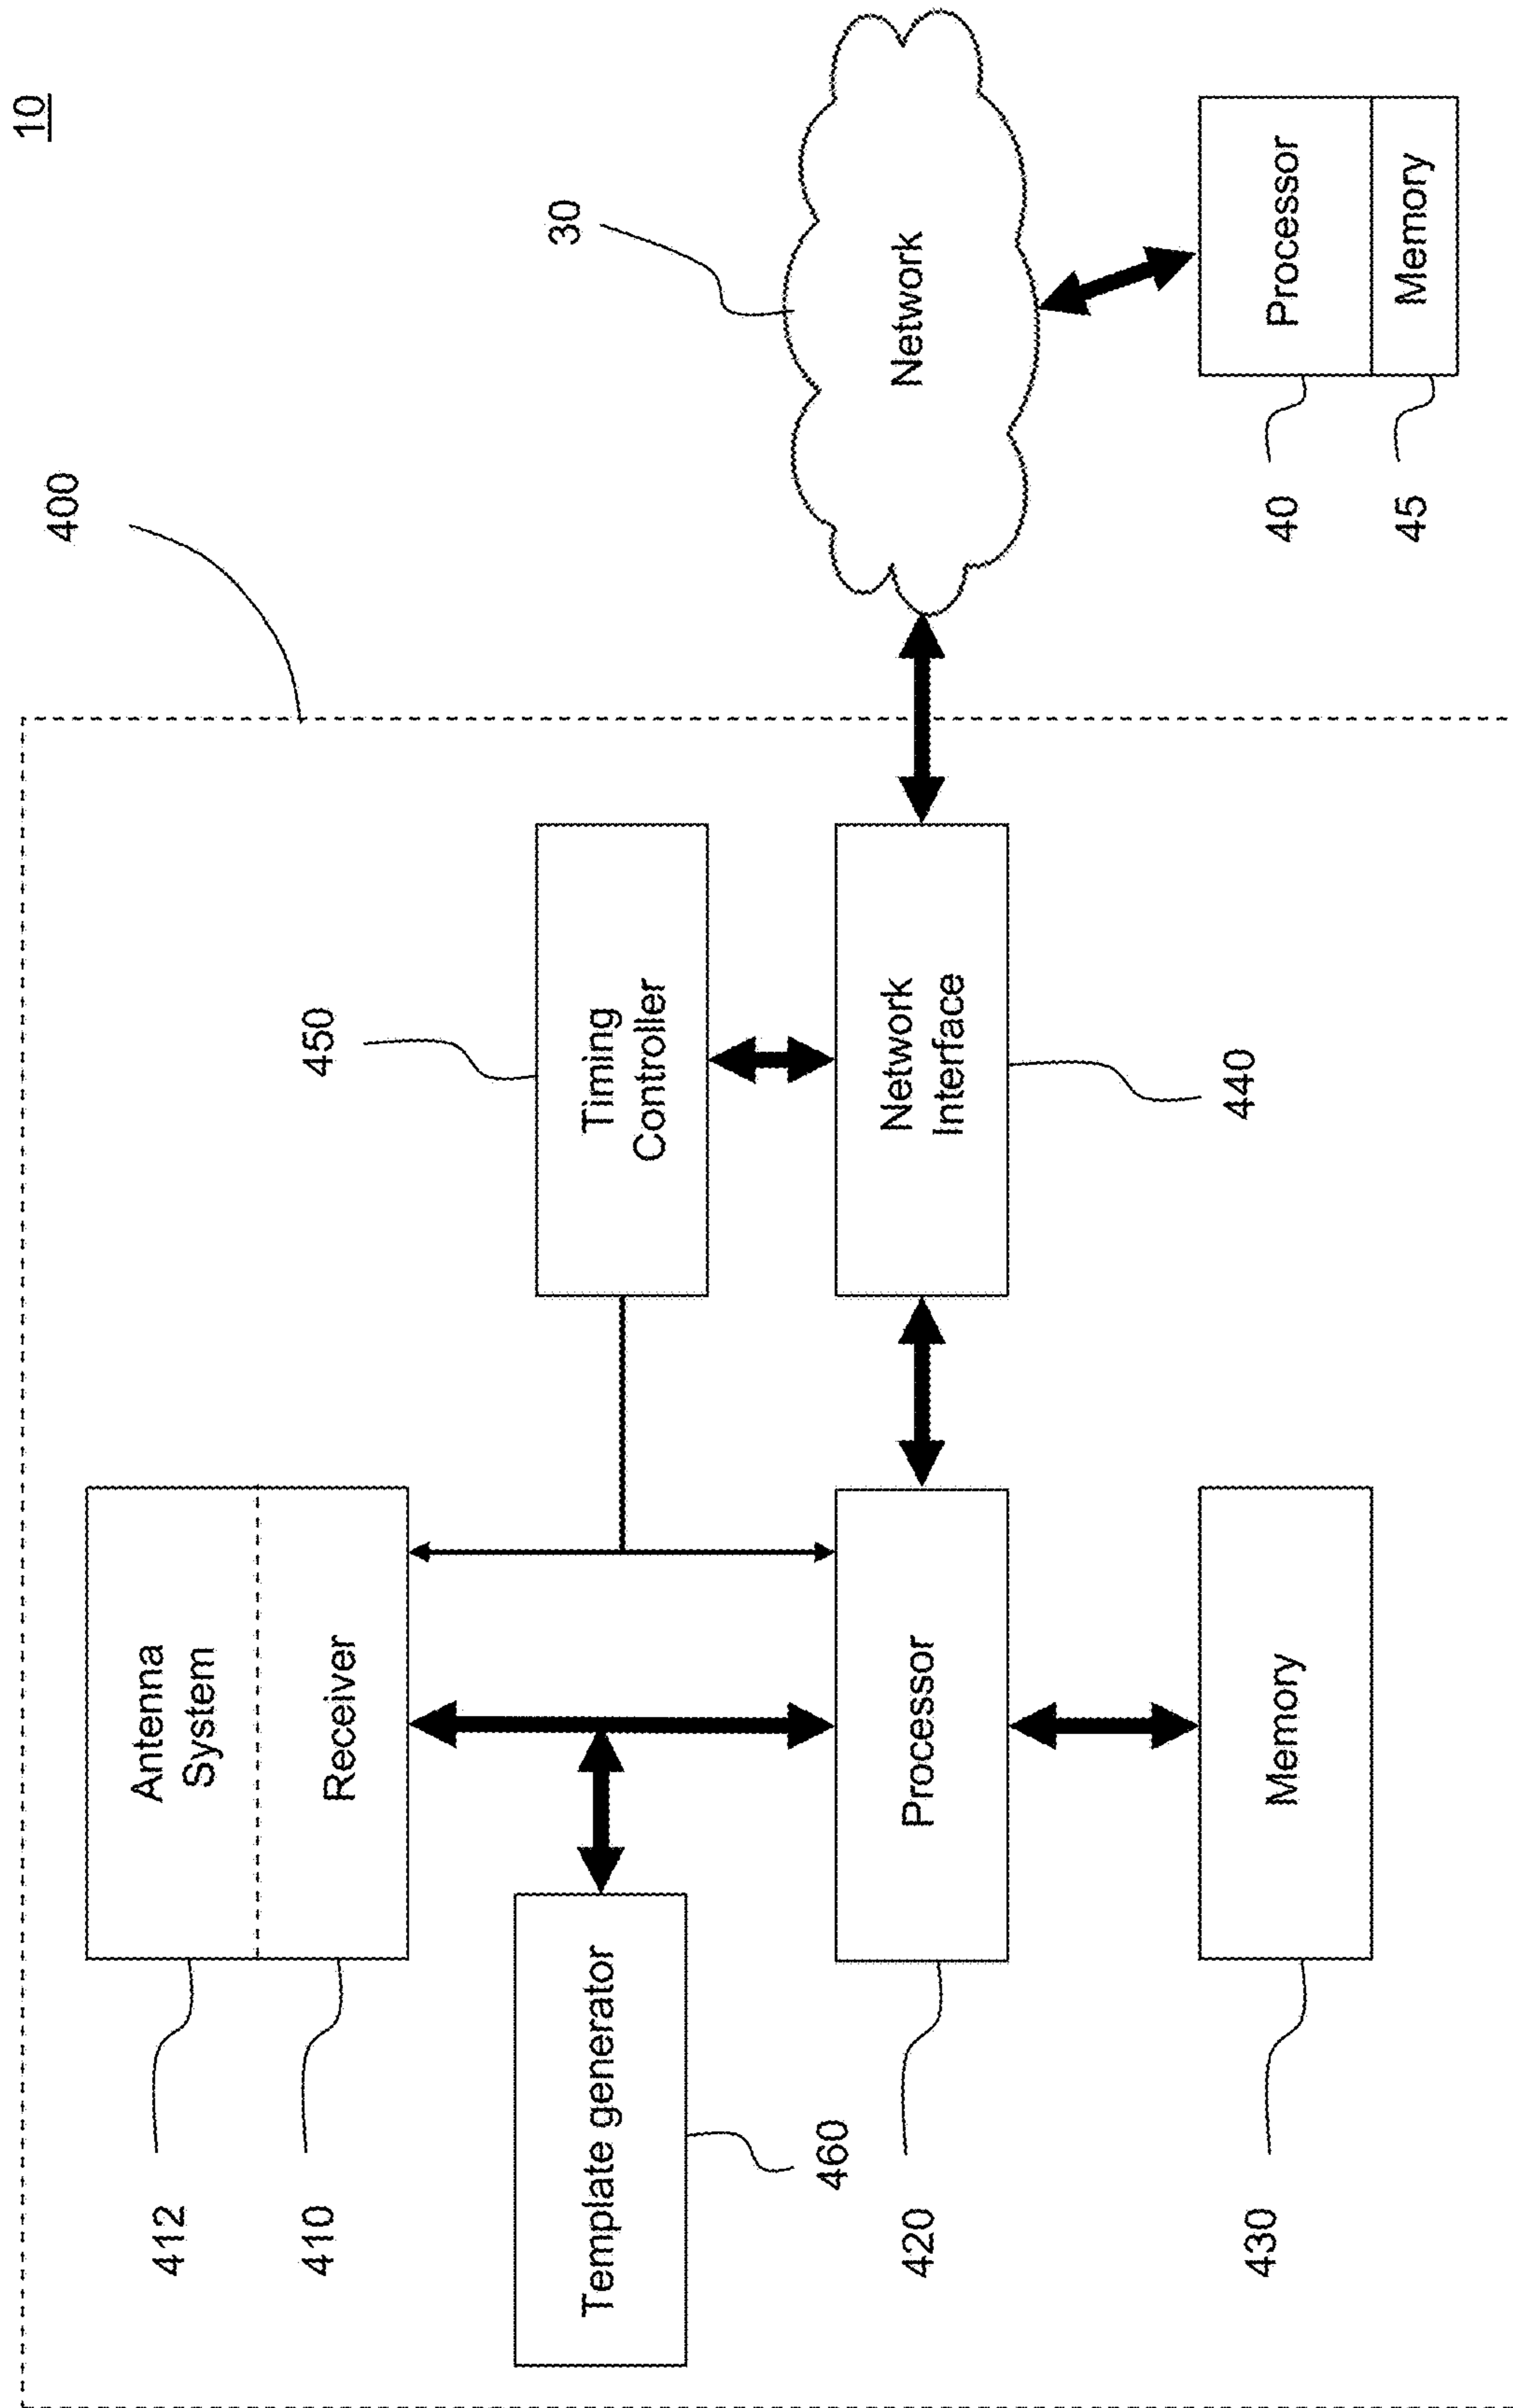 10
400
30
Network
Processor
Memory
40
45
450
Timing
Controller
Network
Interface
440
Antenna
System
Receiver
412
410
Template generator
460
Processor
420
Memory
430